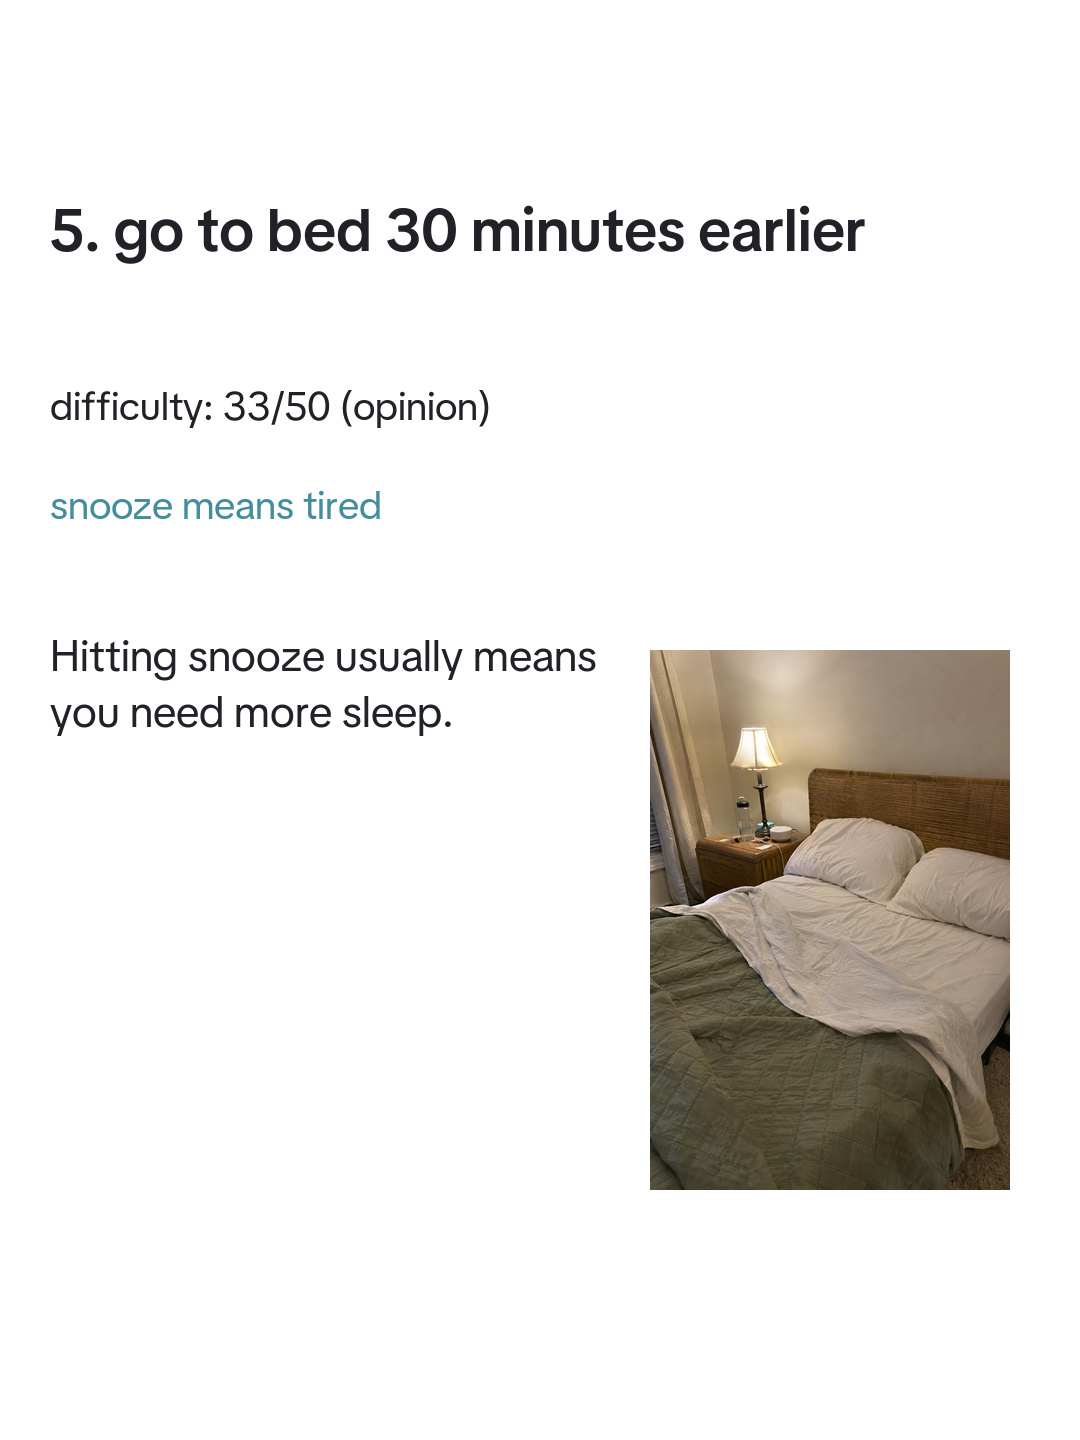 5. go to bed 30 minutes earlier
difficulty: 33/50 (opinion)
snooze means tired
Hitting snooze usually means
you need more sleep.